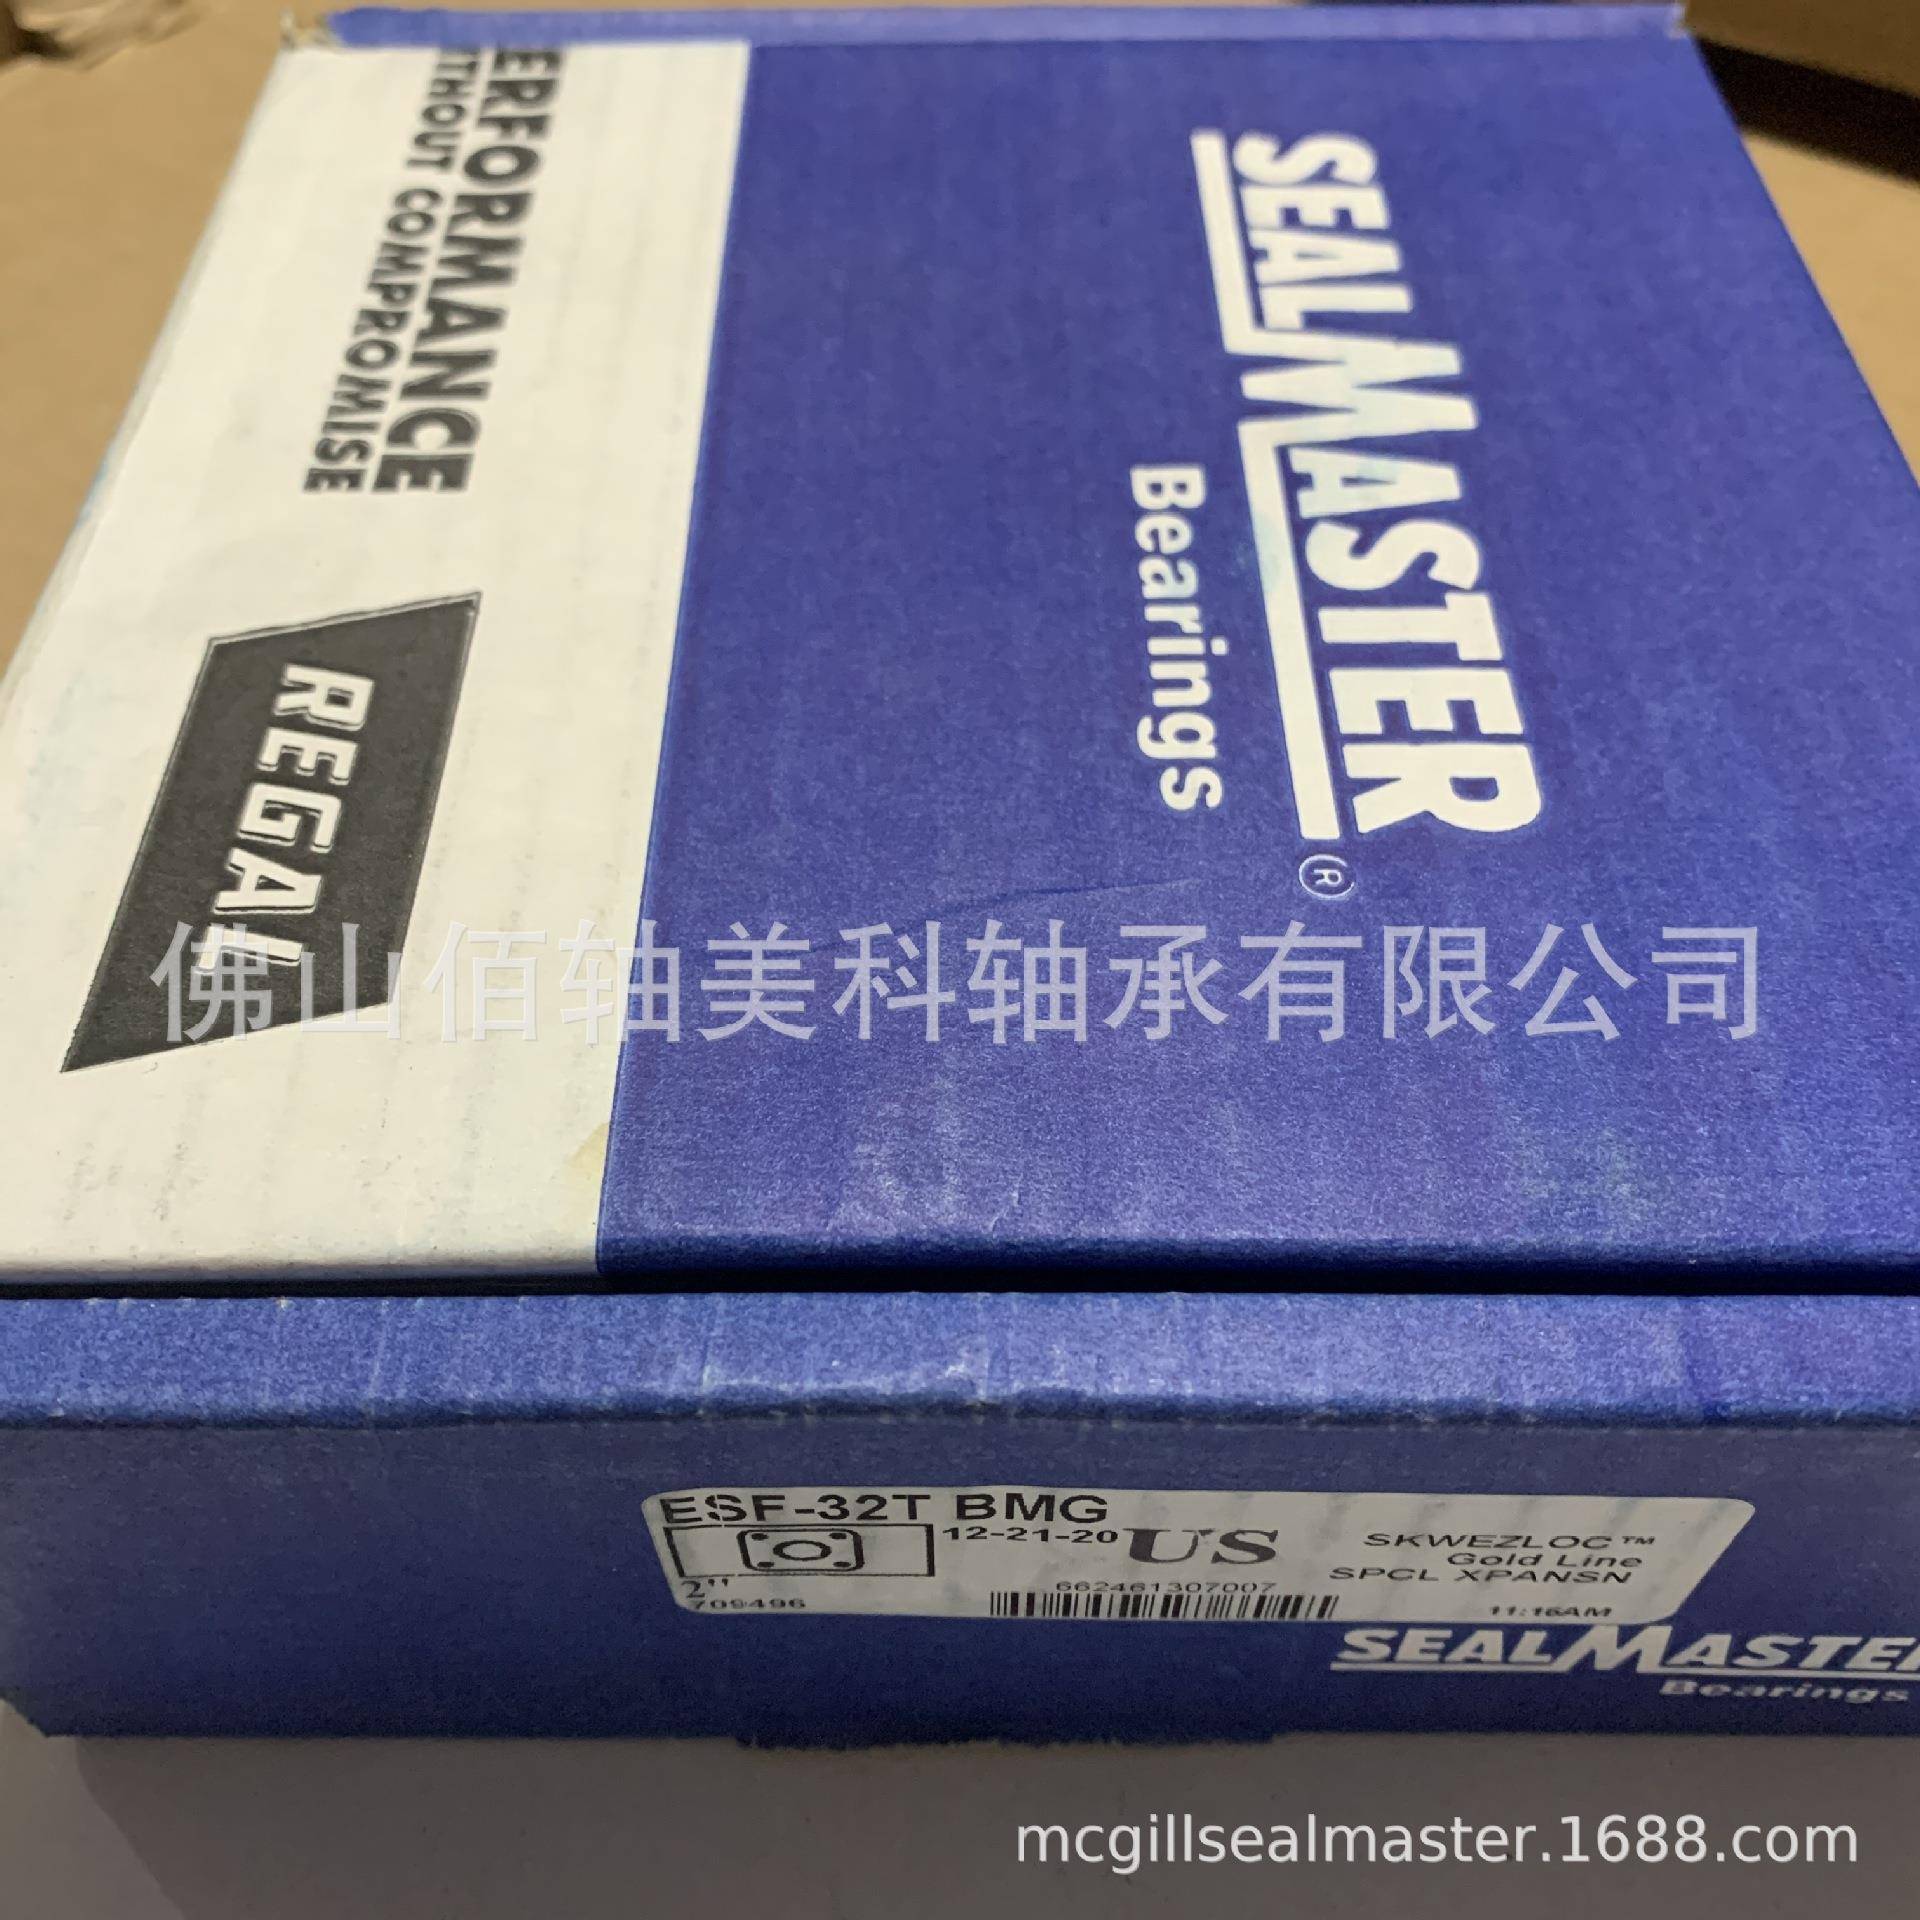 ERFORMANCE
THOUT COMPROMISE
REGAL
SEALMASTER®
Bearings
佛山佰轴美科轴承有限公司
ESF-32T BMG
12-21-20
US
SKWEZLOC™
Gold Line
SPCL XPANSN
2"
709496
662461307007
11:16AM
SEALMASTER
Bearings
mcgillsealmaster.1688.com